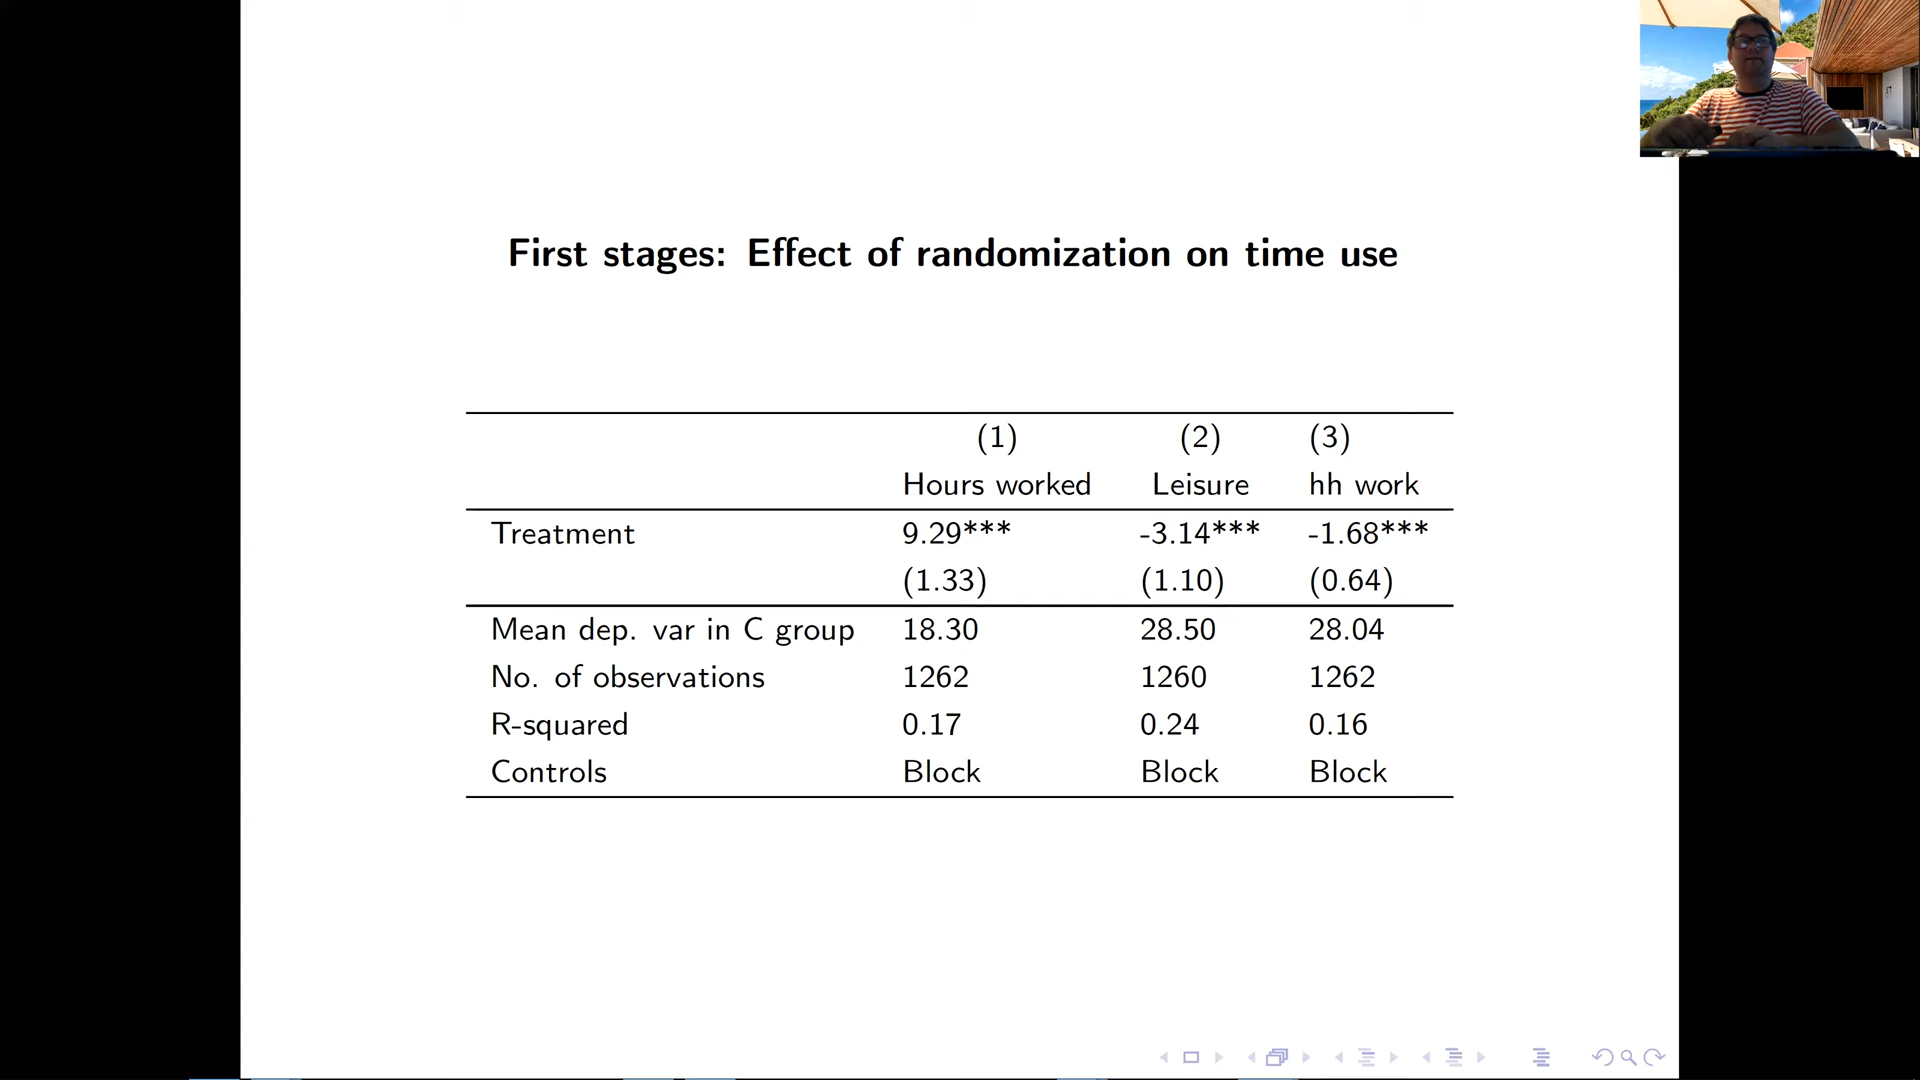 First stages: Effect of randomization on time use
(1) (2) (3)
Hours worked Leisure hh work
Treatment 9.29*** -3.14*** -1.68***
(1.33) (1.10) (0.64)
Mean dep. var in C group 18.30 28.50 28.04
No. of observations 1262 1260 1262
R-squared 0.17 0.24 0.16
Controls Block Block Block